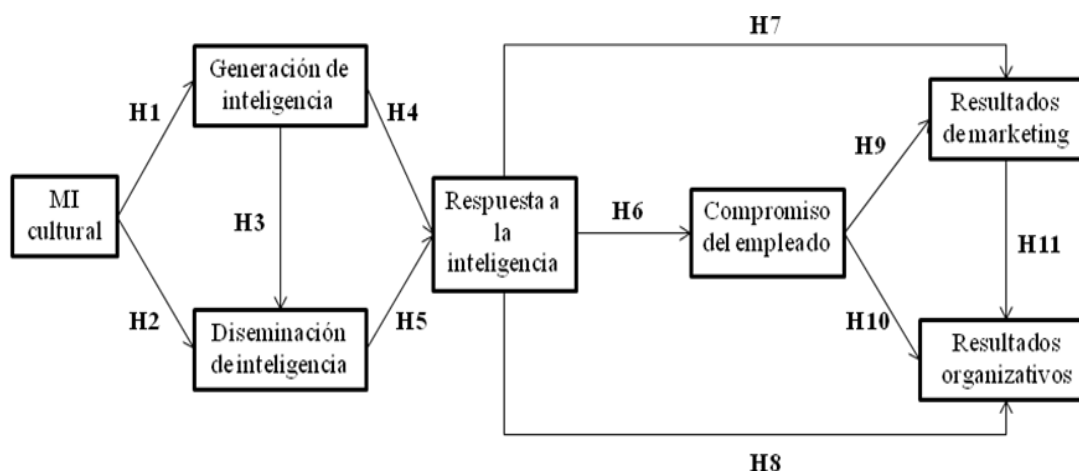 H7
Generación de
inteligencia
H1
H4
Resultados
de marketing
H9
MI
cultural
H3
Respuesta a
la
inteligencia
H6
Compromiso
del empleado
H11
H2
H5
H10
Diseminación
de inteligencia
Resultados
organizativos
H8